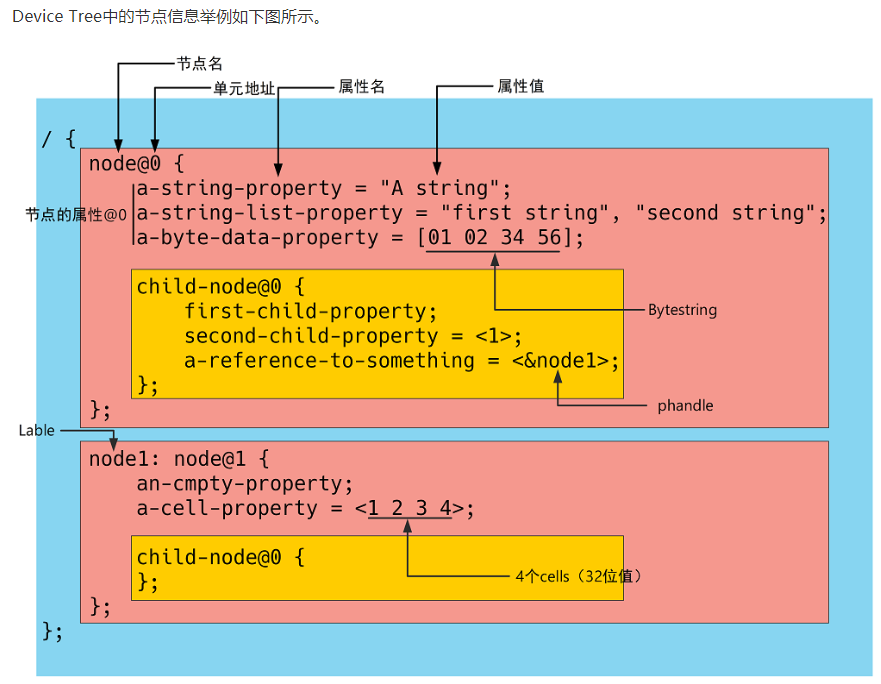 Device Tree中的节点信息举例如下图所示。
节点名
单元地址
属性名
属性值
/ {
node@0 {
a-string-property = "A string";
节点的属性@0
a-string-list-property = "first string", "second string";
a-byte-data-property = [01 02 34 56];
child-node@0 {
first-child-property;
Bytestring
second-child-property = <1>;
a-reference-to-something = <&node1>;
};
phandle
};
Lable
node1: node@1 {
an-cmpty-property;
a-cell-property = <1 2 3 4>;
child-node@0 {
4个cells（32位值）
};
};
};